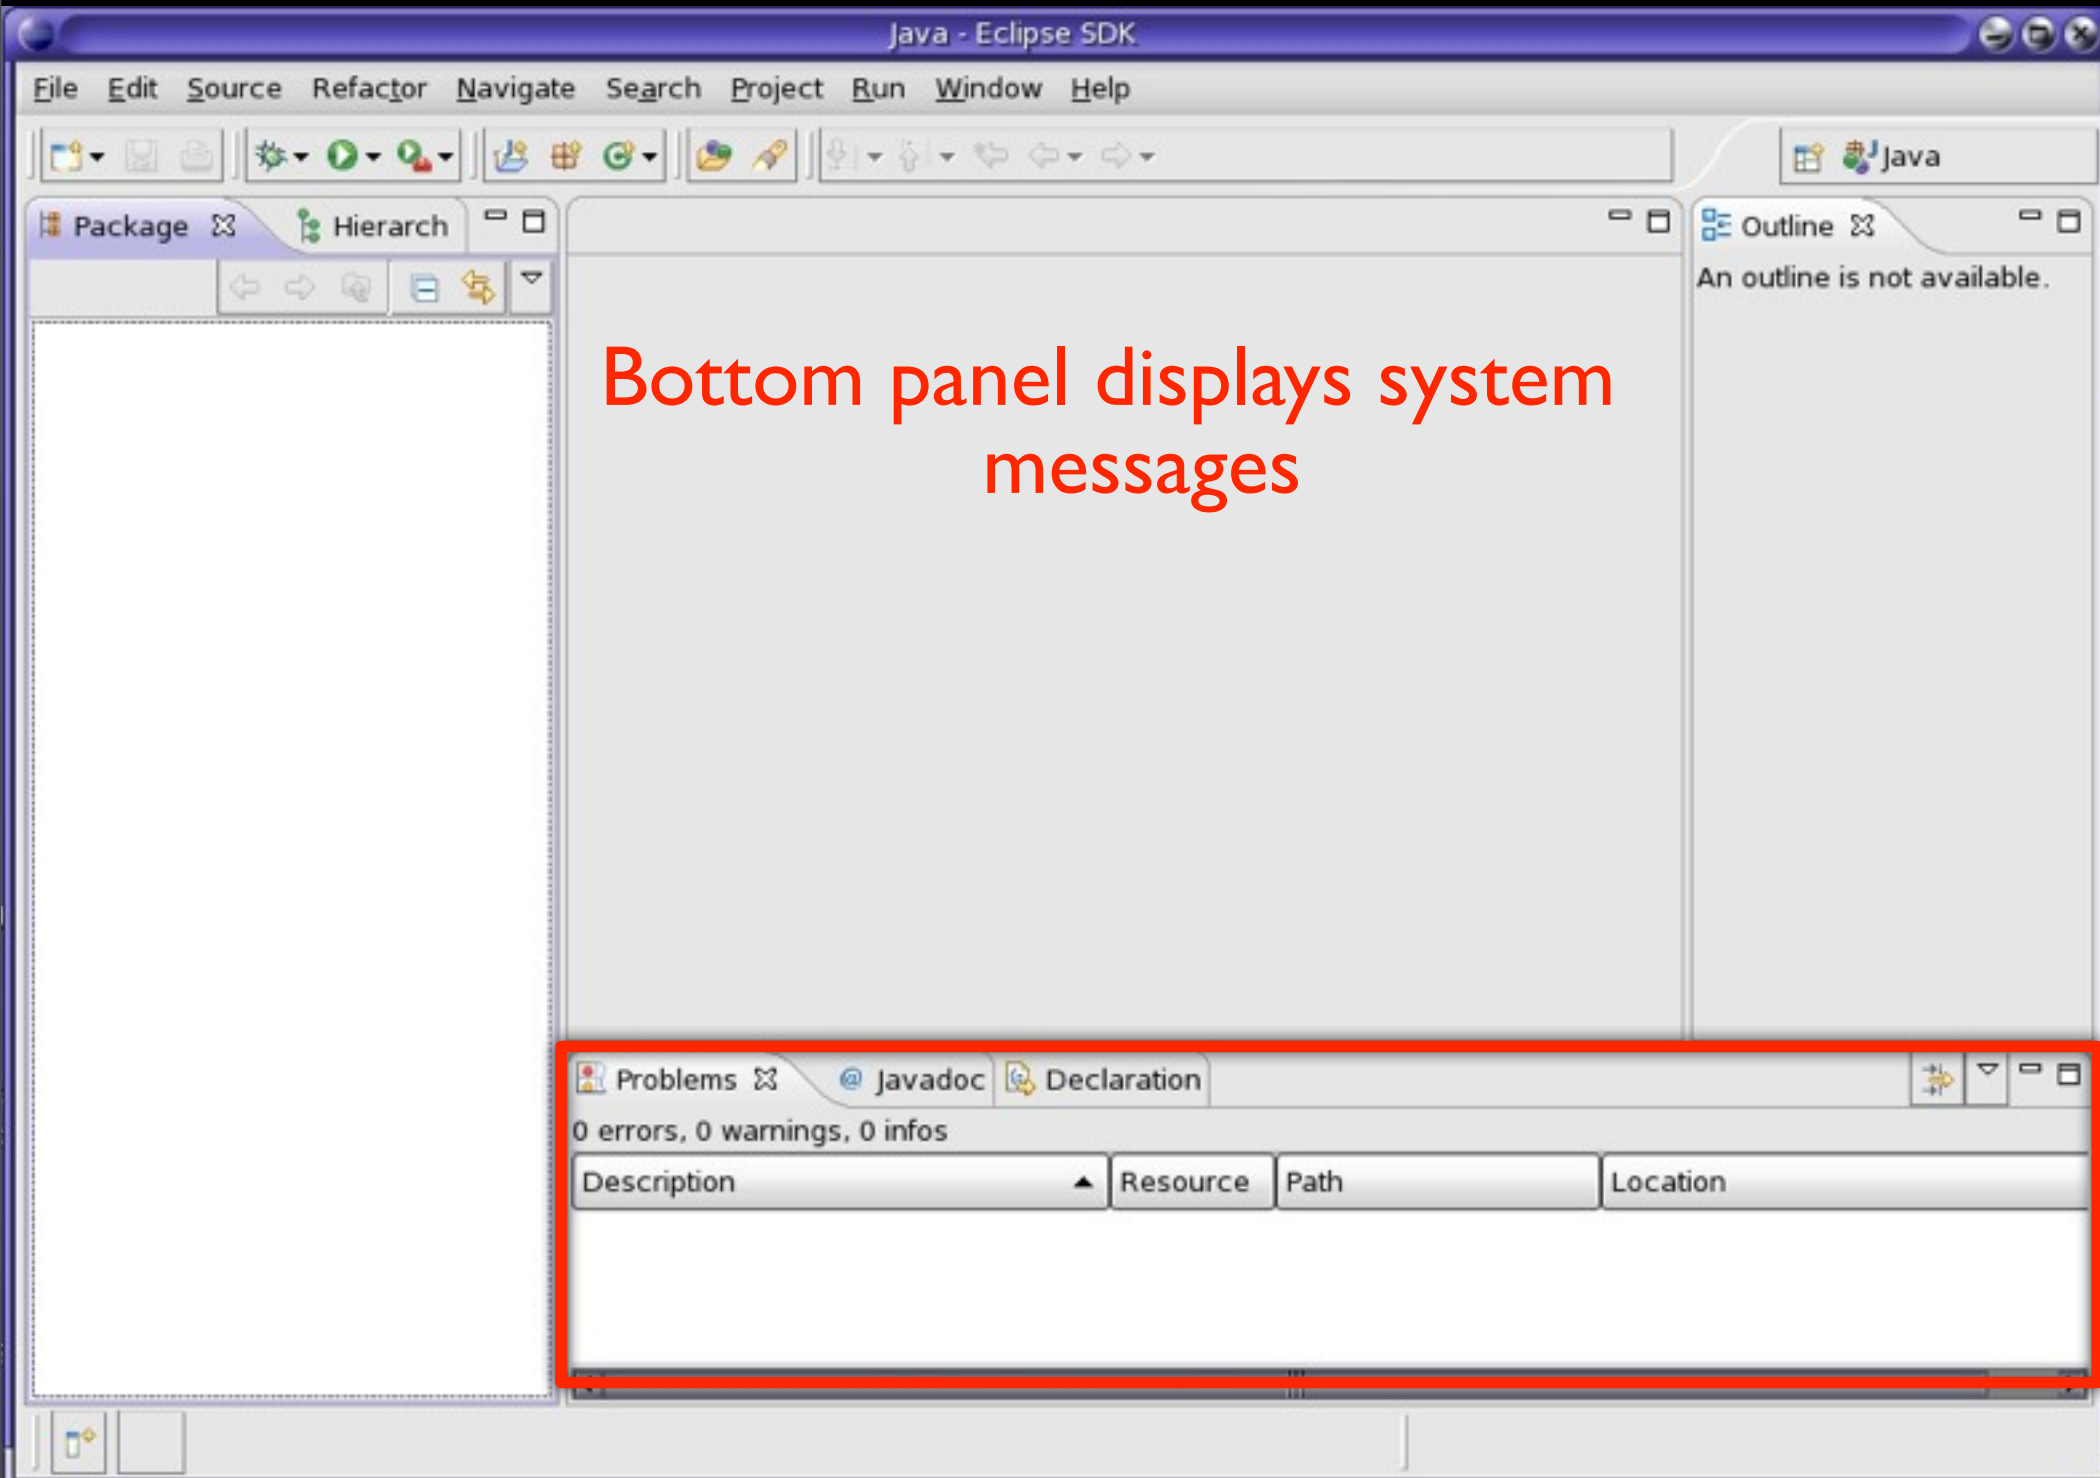 Java - Eclipse SDK
File Edit Source Refactor Navigate Search Project Run Window Help
Java
Package Hierarch
Outline
An outline is not available.
Bottom panel displays system
messages
Problems @ Javadoc Declaration
0 errors, 0 warnings, 0 infos
Description Resource Path Location